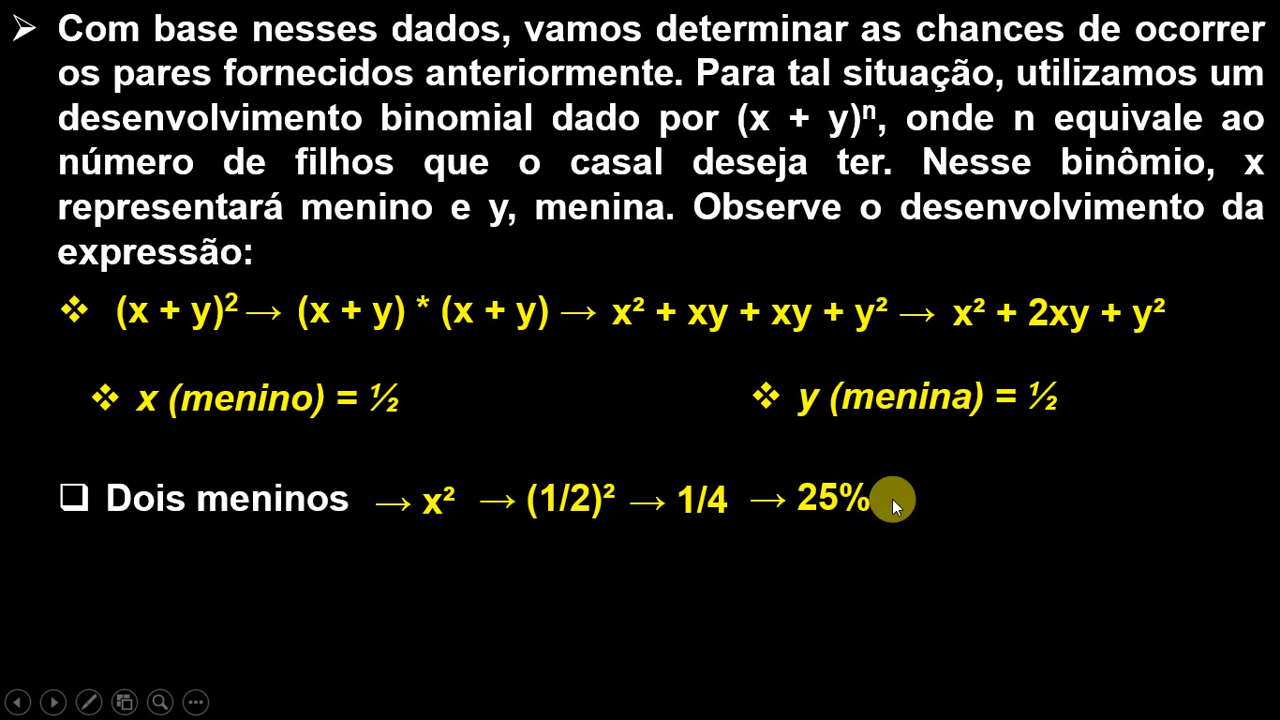 Com base nesses dados, vamos determinar as chances de ocorrer
os pares fornecidos anteriormente. Para tal situação, utilizamos um
desenvolvimento binomial dado por (x + y)ⁿ, onde n equivale ao
número de filhos que o casal deseja ter. Nesse binômio, x
representará menino e y, menina. Observe o desenvolvimento da
expressão:
(x + y)² → (x + y) * (x + y) → x² + xy + xy + y² → x² + 2xy + y²
x (menino) = ½ y (menina) = ½
Dois meninos → x² → (1/2)² → 1/4 → 25%